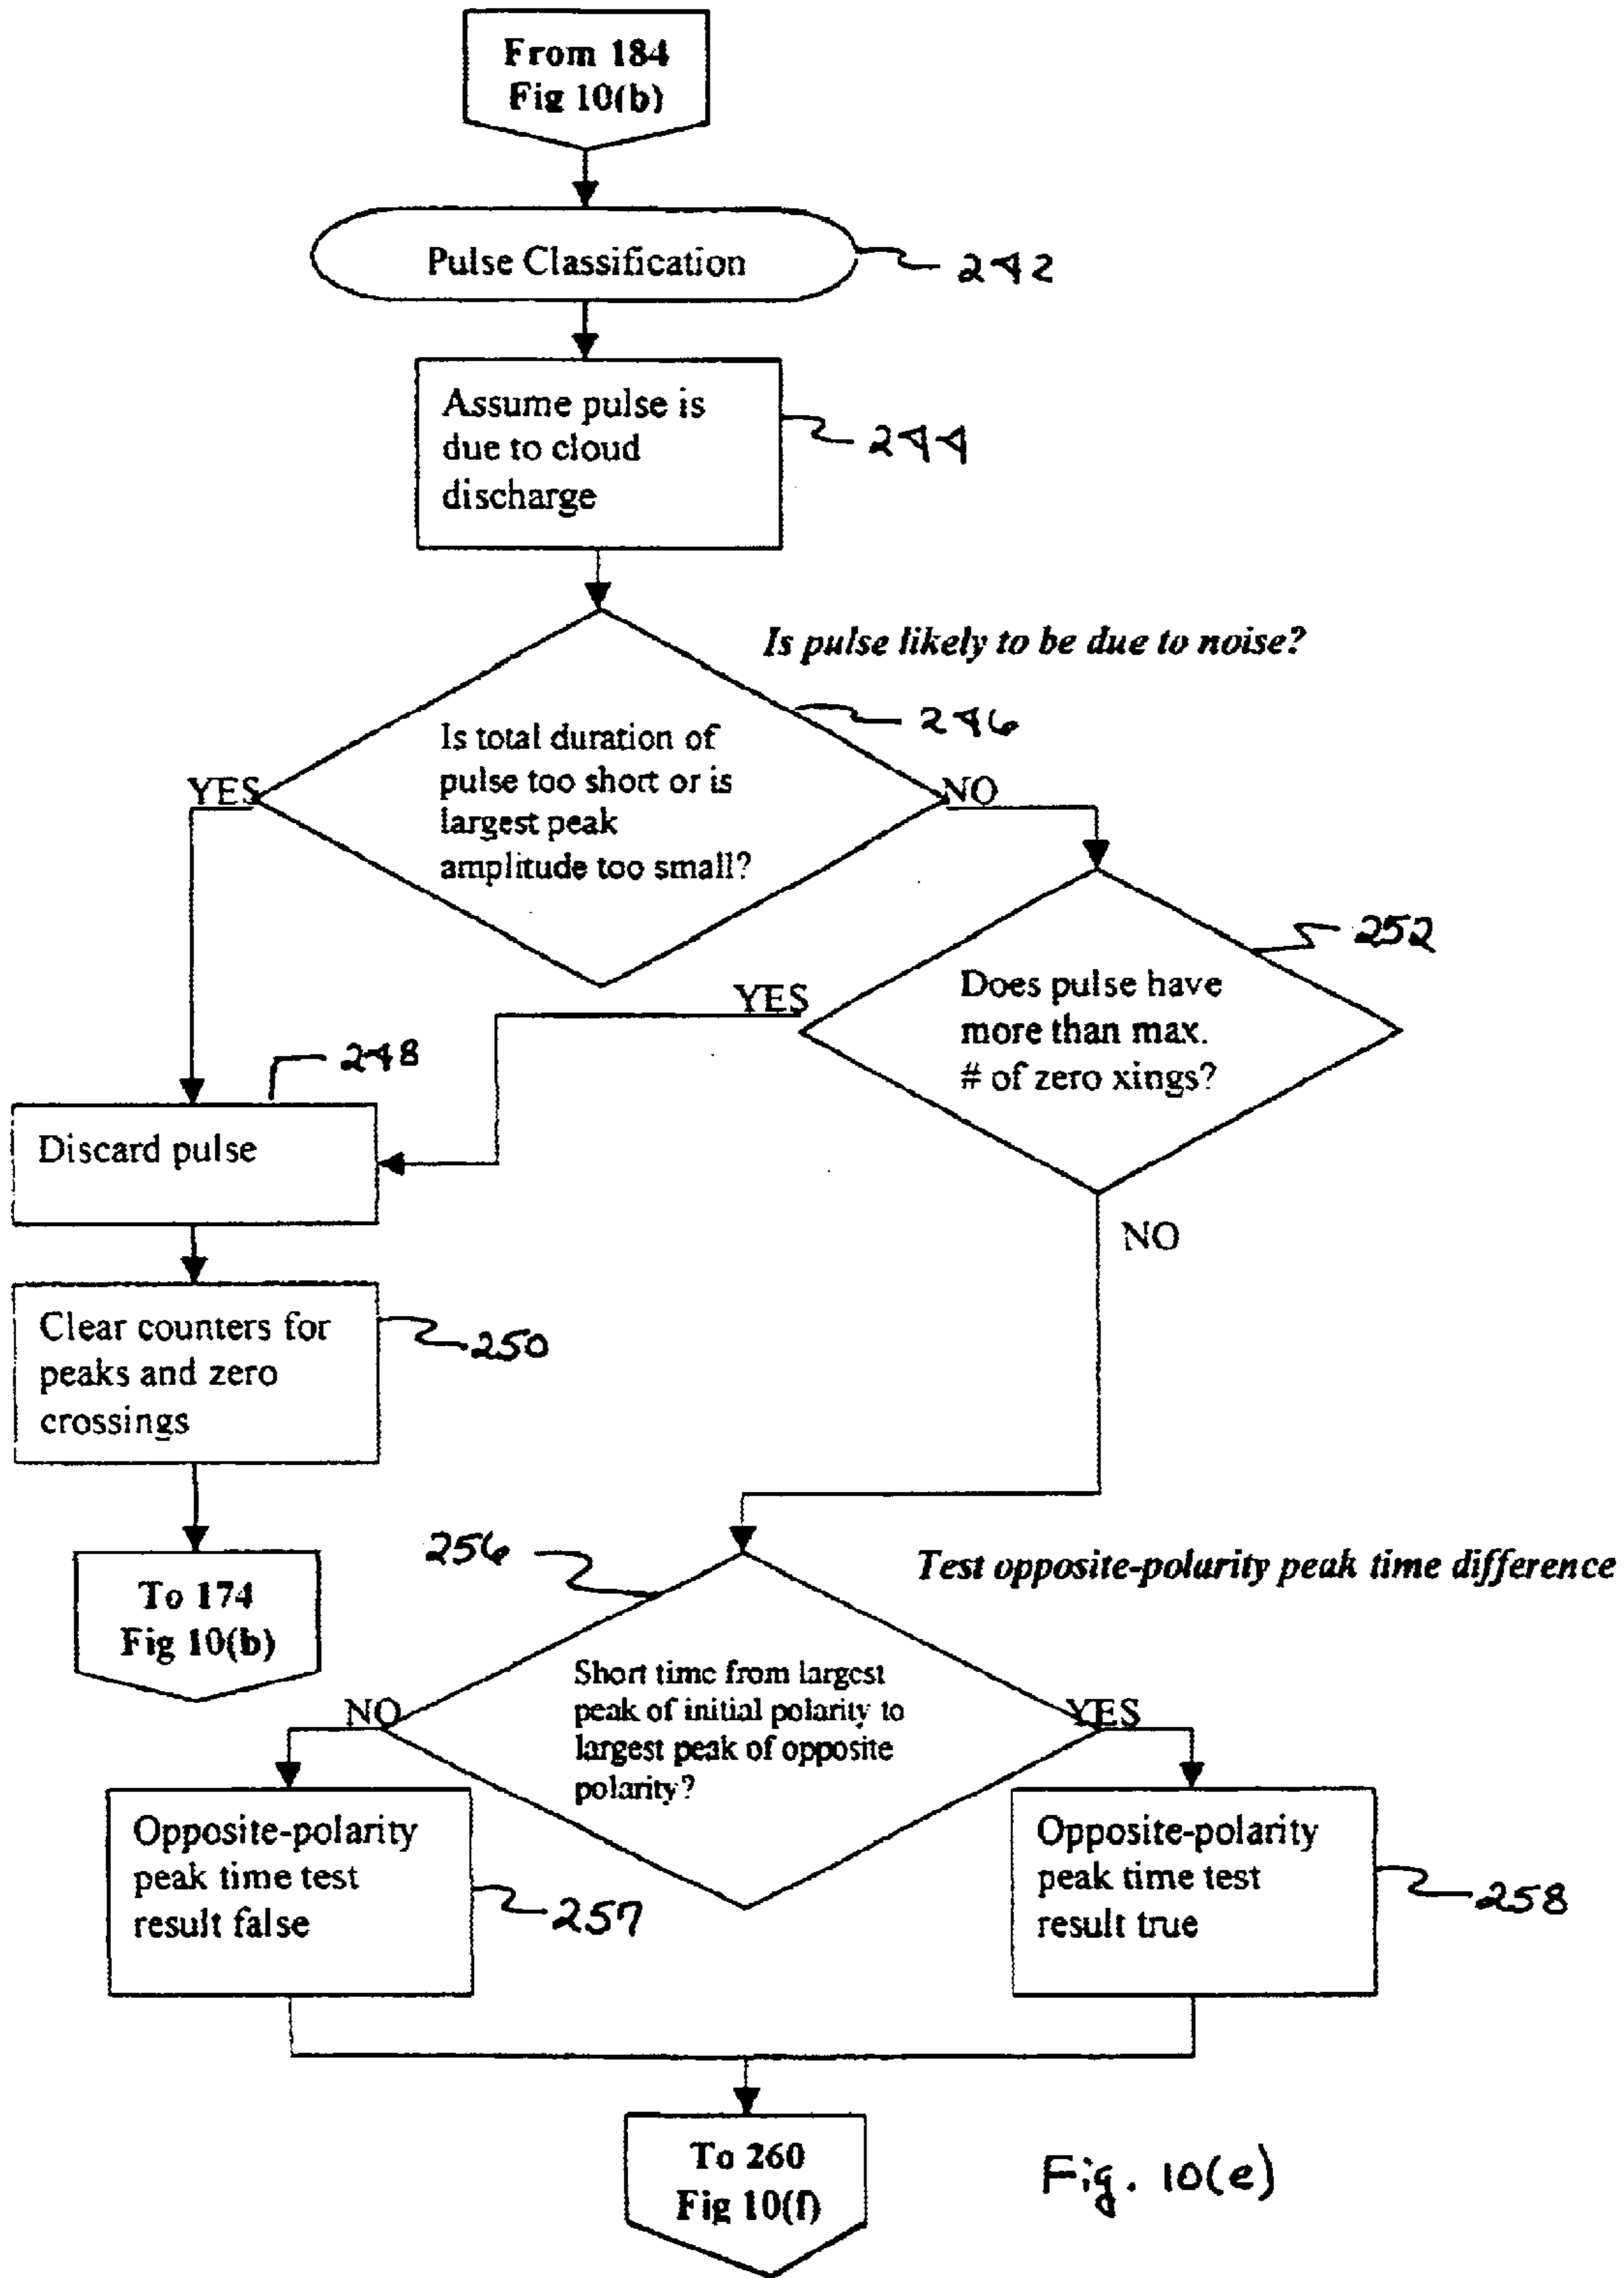 From 184
Fig 10(b)
Pulse Classification
242
Assume pulse is
due to cloud
discharge
244
Is pulse likely to be due to noise?
246
Is total duration of
pulse too short or is
largest peak
amplitude too small?
YES
NO
252
Does pulse have
more than max.
# of zero xings?
YES
NO
248
Discard pulse
Clear counters for
peaks and zero
crossings
250
To 174
Fig 10(b)
256
Test opposite-polarity peak time difference
Short time from largest
peak of initial polarity to
largest peak of opposite
polarity?
NO
YES
Opposite-polarity
peak time test
result false
257
Opposite-polarity
peak time test
result true
258
To 260
Fig 10(f)
Fig. 10(e)